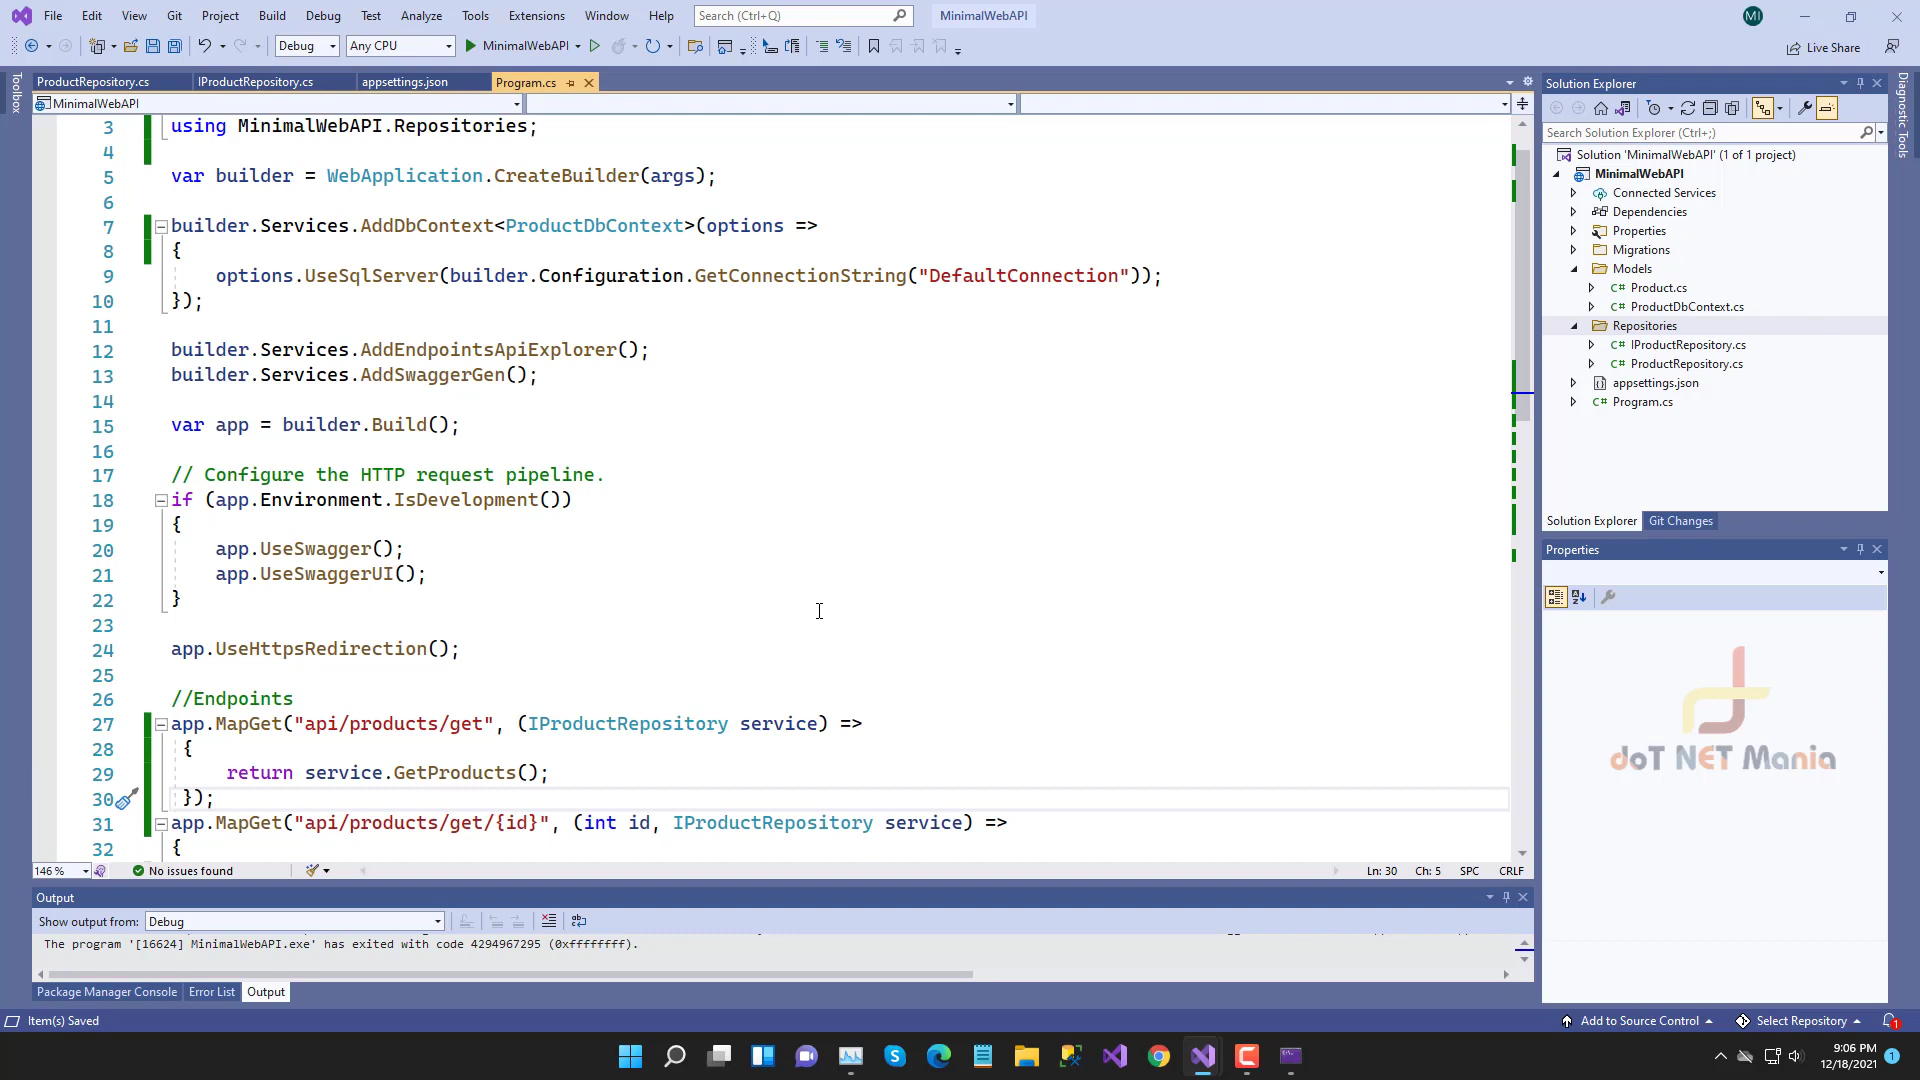 File Edit View Git Project Build Debug Test Analyze Tools Extensions Window Help Search (Ctrl+Q) MinimalWebAPI MI
Debug Any CPU MinimalWebAPI Live Share
Toolbox
ProductRepository.cs IProductRepository.cs appsettings.json Program.cs
MinimalWebAPI
3 using MinimalWebAPI.Repositories;
4
5 var builder = WebApplication.CreateBuilder(args);
6
7 builder.Services.AddDbContext<ProductDbContext>(options =>
8 {
9 options.UseSqlServer(builder.Configuration.GetConnectionString("DefaultConnection"));
10 });
11
12 builder.Services.AddEndpointsApiExplorer();
13 builder.Services.AddSwaggerGen();
14
15 var app = builder.Build();
16
17 // Configure the HTTP request pipeline.
18 if (app.Environment.IsDevelopment())
19 {
20 app.UseSwagger();
21 app.UseSwaggerUI();
22 }
23
24 app.UseHttpsRedirection();
25
26 //Endpoints
27 app.MapGet("api/products/get", (IProductRepository service) =>
28 {
29 return service.GetProducts();
30 });
31 app.MapGet("api/products/get/{id}", (int id, IProductRepository service) =>
32 {
146 % No issues found Ln: 30 Ch: 5 SPC CRLF
Output
Show output from: Debug
The program '[16624] MinimalWebAPI.exe' has exited with code 4294967295 (0xffffffff).
Package Manager Console Error List Output
Solution Explorer
Search Solution Explorer (Ctrl+;)
Solution 'MinimalWebAPI' (1 of 1 project)
MinimalWebAPI
Connected Services
Dependencies
Properties
Migrations
Models
C# Product.cs
C# ProductDbContext.cs
Repositories
C# IProductRepository.cs
C# ProductRepository.cs
appsettings.json
C# Program.cs
Solution Explorer Git Changes
Properties
doT NET Mania
Diagnostic Tools
Item(s) Saved Add to Source Control Select Repository 1
9:06 PM
12/18/2021 1